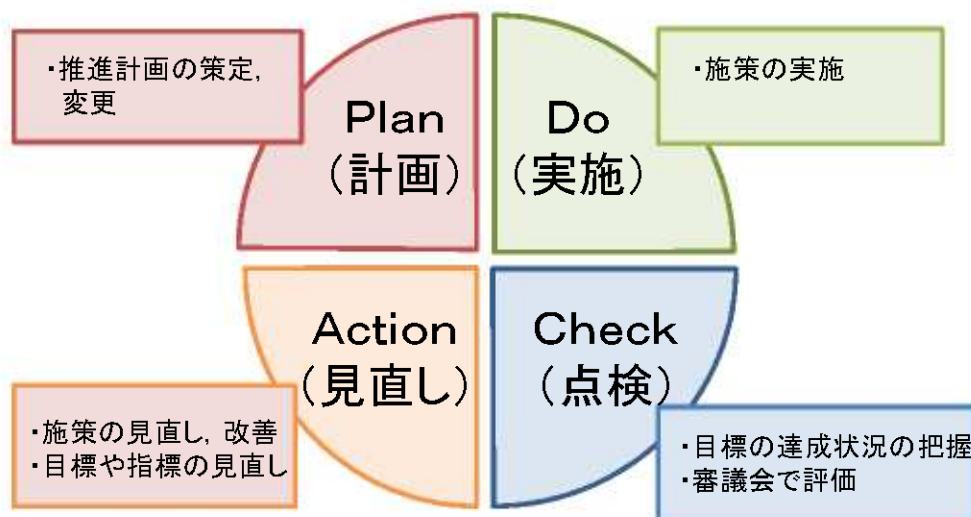 ・推進計画の策定,
変更
Plan
(計画)
Do
(実施)
・施策の実施
Action
(見直し)
・施策の見直し, 改善
・目標や指標の見直し
Check
(点検)
・目標の達成状況の把握
・審議会で評価